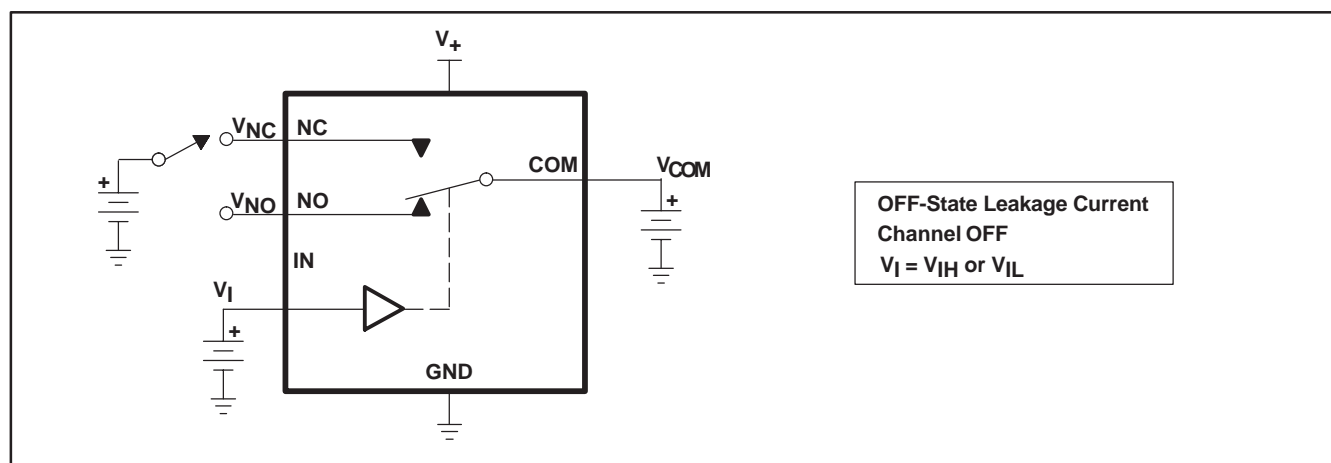 V+
VNC NC
+
COM VCOM
VNO NO
+
IN
VI
+
GND
OFF-State Leakage Current
Channel OFF
VI = VIH or VIL